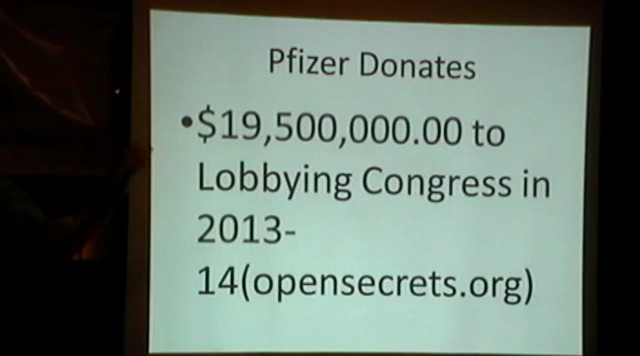 Pfizer Donates
•$19,500,000.00 to
Lobbying Congress in
2013-
14(opensecrets.org)